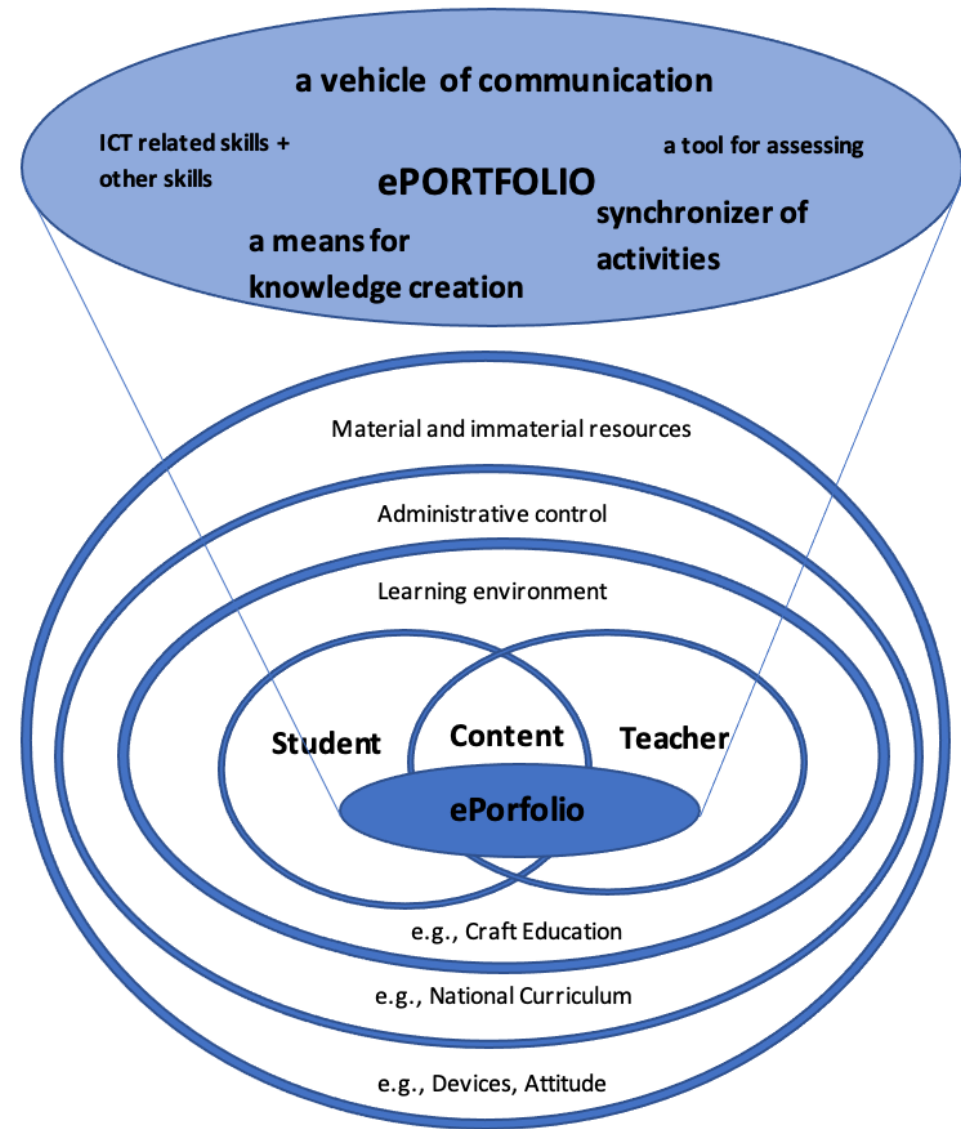 a vehicle of communication
ICT related skills +
other skills
a tool for assessing
ePORTFOLIO
synchronizer of
activities
a means for
knowledge creation
Material and immaterial resources
Administrative control
Learning environment
Student
Content
Teacher
ePorfolio
e.g., Craft Education
e.g., National Curriculum
e.g., Devices, Attitude